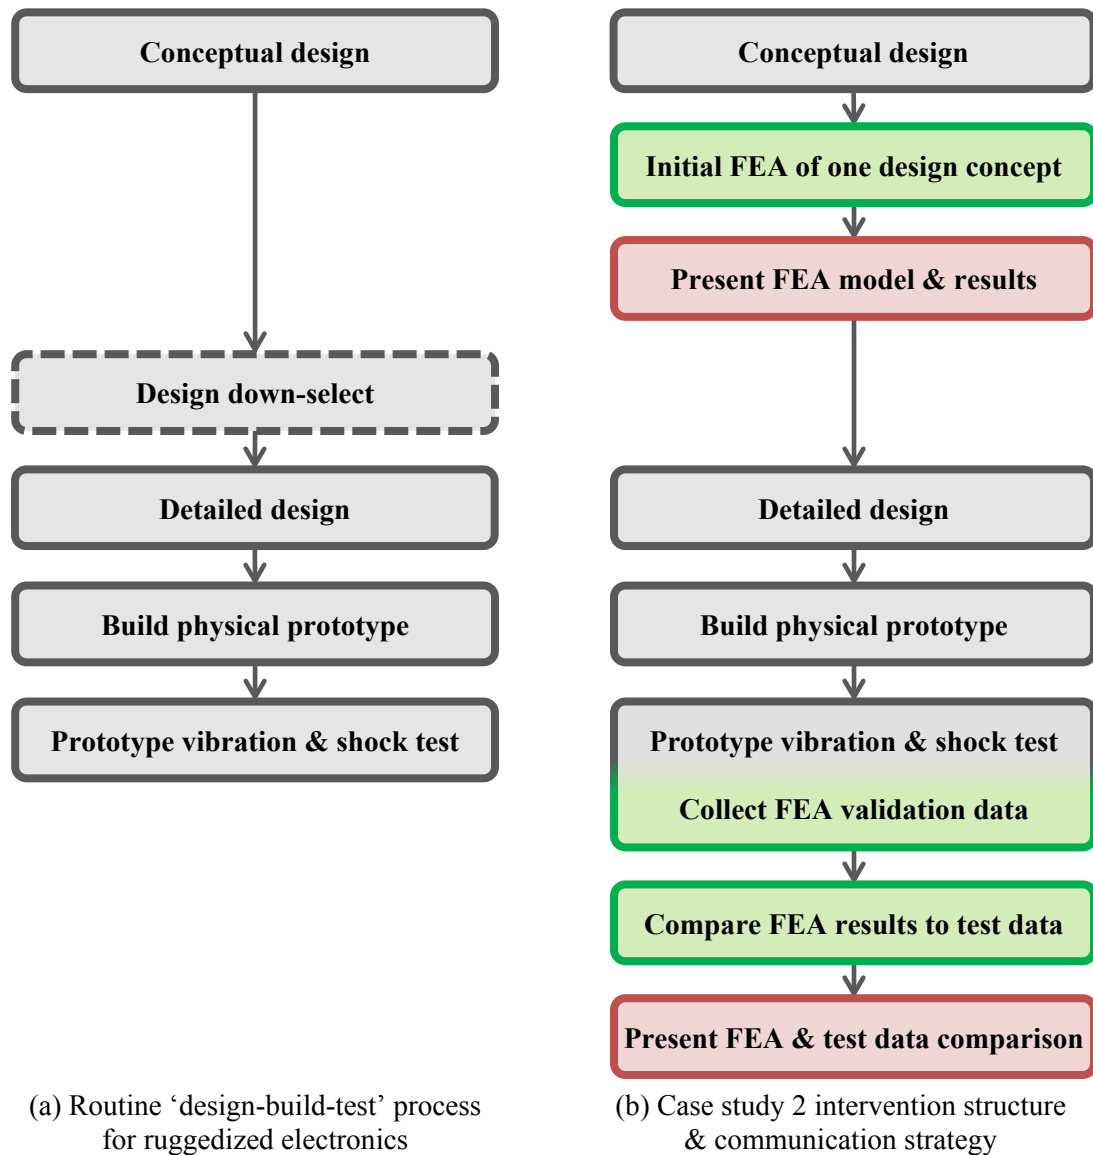 Conceptual design
Design down-select
Detailed design
Build physical prototype
Prototype vibration & shock test
(a) Routine ‘design-build-test’ process
for ruggedized electronics
Conceptual design
Initial FEA of one design concept
Present FEA model & results
Detailed design
Build physical prototype
Prototype vibration & shock test
Collect FEA validation data
Compare FEA results to test data
Present FEA & test data comparison
(b) Case study 2 intervention structure
& communication strategy